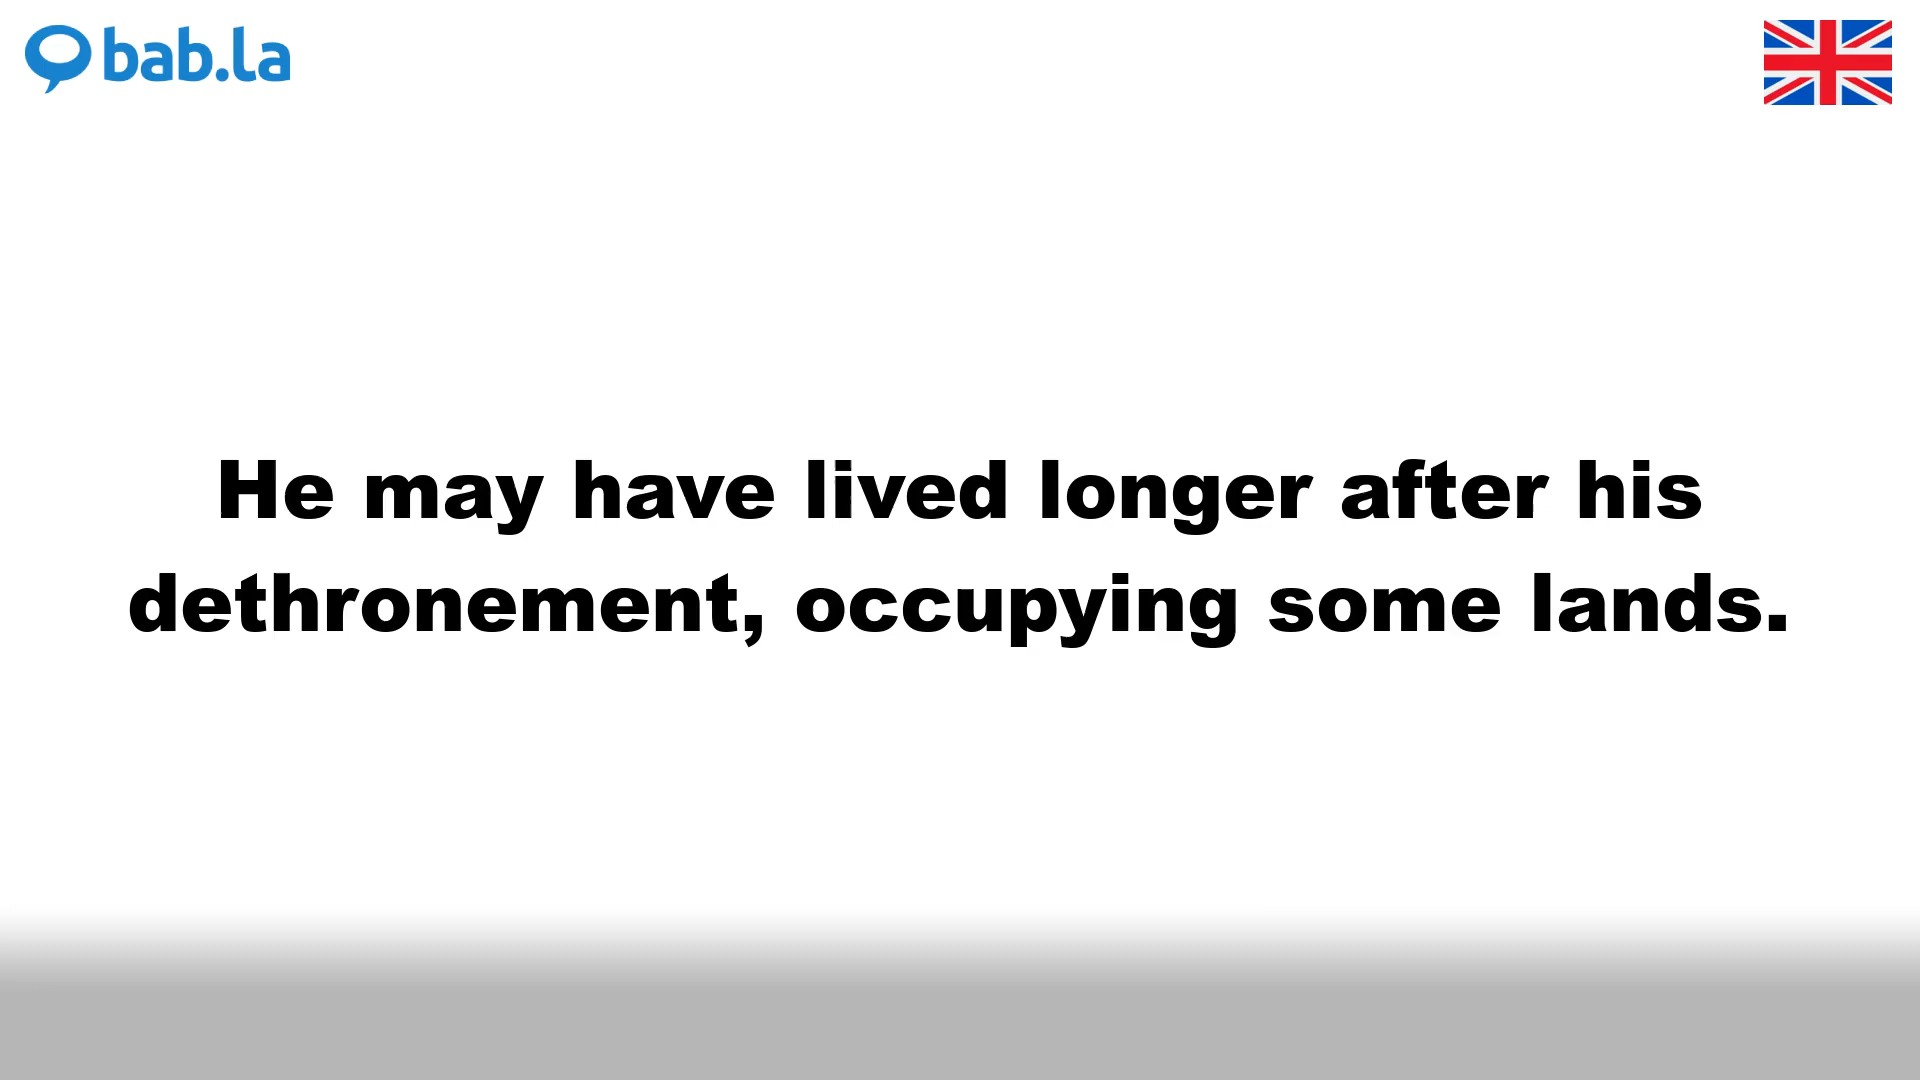 bab.la
He may have lived longer after his
dethronement, occupying some lands.